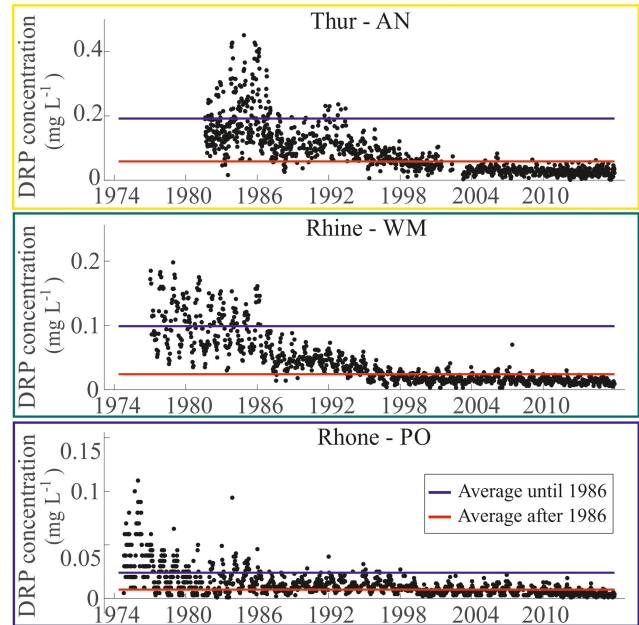 Thur - AN
DRP concentration
(mg L⁻¹)
0.4
0.2
0
1974 1980 1986 1992 1998 2004 2010
Rhine - WM
DRP concentration
(mg L⁻¹)
0.2
0.1
0
1974 1980 1986 1992 1998 2004 2010
Rhone - PO
DRP concentration
(mg L⁻¹)
0.15
0.1
0.05
0
Average until 1986
Average after 1986
1974 1980 1986 1992 1998 2004 2010